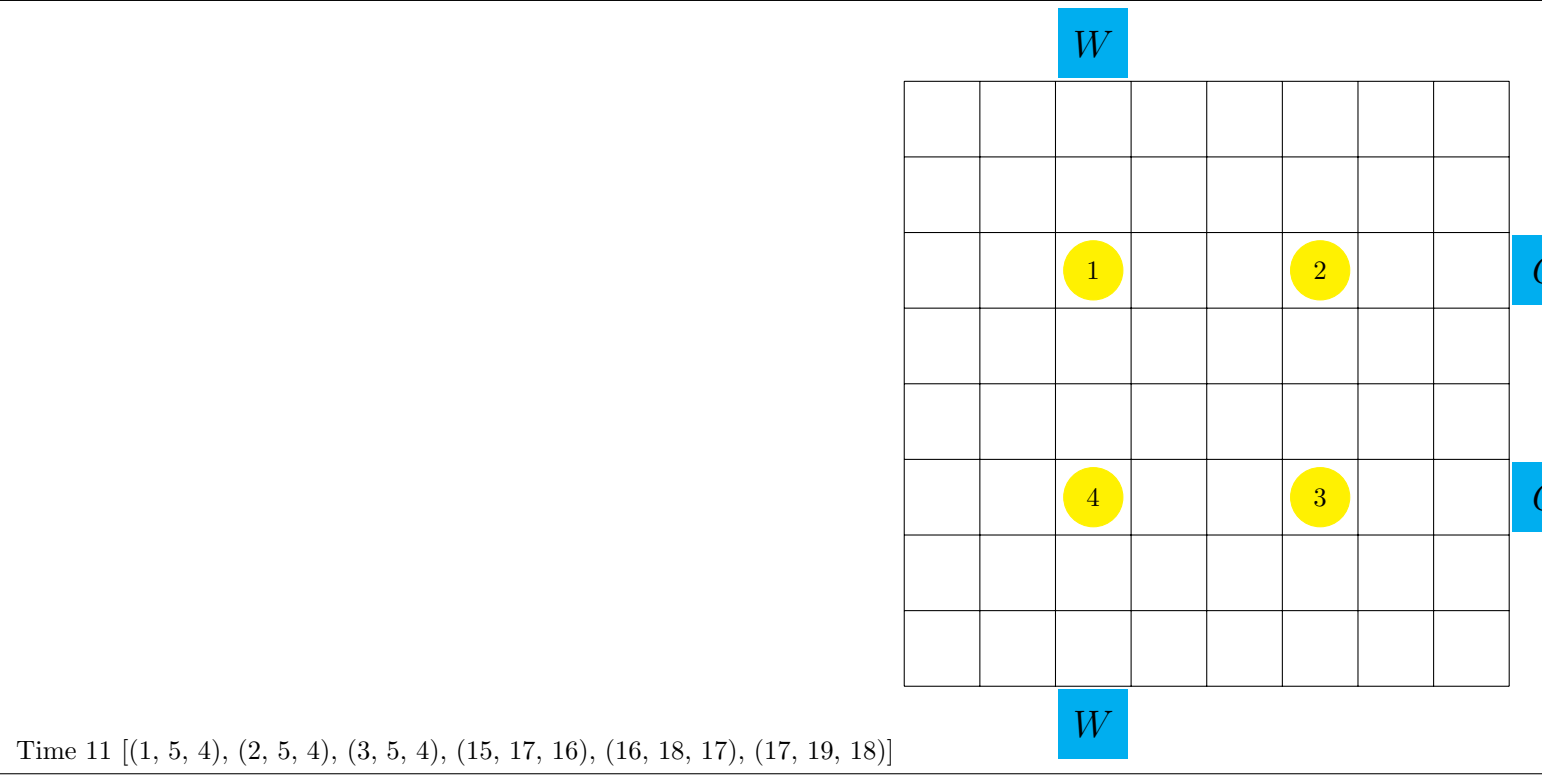 W
1 2
4 3
W
Time 11 [(1, 5, 4), (2, 5, 4), (3, 5, 4), (15, 17, 16), (16, 18, 17), (17, 19, 18)]